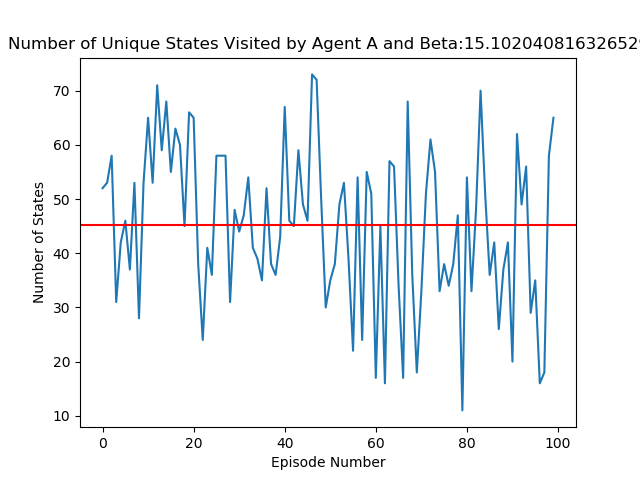 Number of Unique States Visited by Agent A and Beta:15.102040816326529
Number of States
70
60
50
40
30
20
10
0 20 40 60 80 100
Episode Number